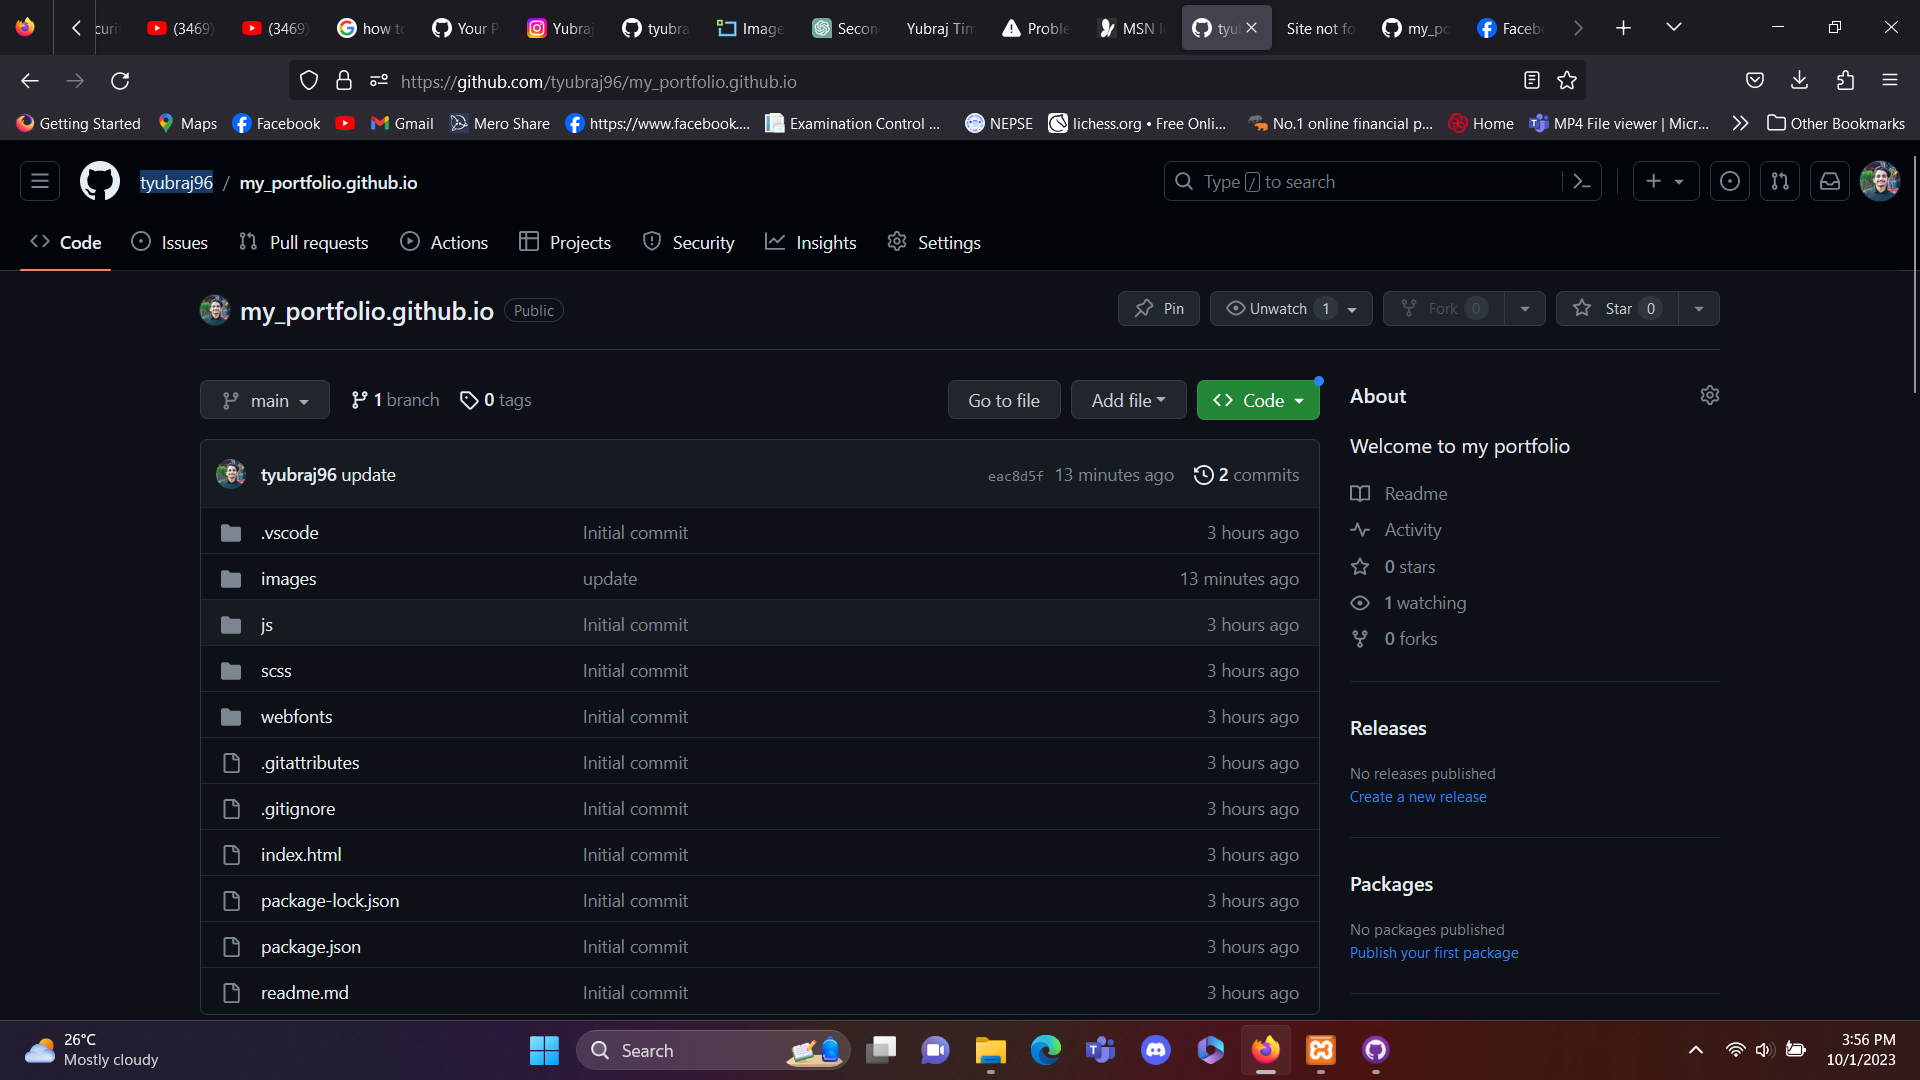 curi
(3469)
(3469)
how to
Your P
Yubraj
tyubra
Image
Secon
Yubraj Tim
Proble
MSN I
tyu
Site not fo
my_po
Facebo
https://github.com/tyubraj96/my_portfolio.github.io
Getting Started
Maps
Facebook
Gmail
Mero Share
https://www.facebook....
Examination Control ...
NEPSE
lichess.org • Free Onli...
No.1 online financial p...
Home
MP4 File viewer | Micr...
Other Bookmarks
tyubraj96 / my_portfolio.github.io
Type / to search
Code
Issues
Pull requests
Actions
Projects
Security
Insights
Settings
my_portfolio.github.io Public
Pin
Unwatch 1
Fork 0
Star 0
main
1 branch
0 tags
Go to file
Add file
Code
tyubraj96 update
eac8d5f 13 minutes ago
2 commits
.vscode Initial commit 3 hours ago
images update 13 minutes ago
js Initial commit 3 hours ago
scss Initial commit 3 hours ago
webfonts Initial commit 3 hours ago
.gitattributes Initial commit 3 hours ago
.gitignore Initial commit 3 hours ago
index.html Initial commit 3 hours ago
package-lock.json Initial commit 3 hours ago
package.json Initial commit 3 hours ago
readme.md Initial commit 3 hours ago
About
Welcome to my portfolio
Readme
Activity
0 stars
1 watching
0 forks
Releases
No releases published
Create a new release
Packages
No packages published
Publish your first package
26°C
Mostly cloudy
Search
3:56 PM
10/1/2023